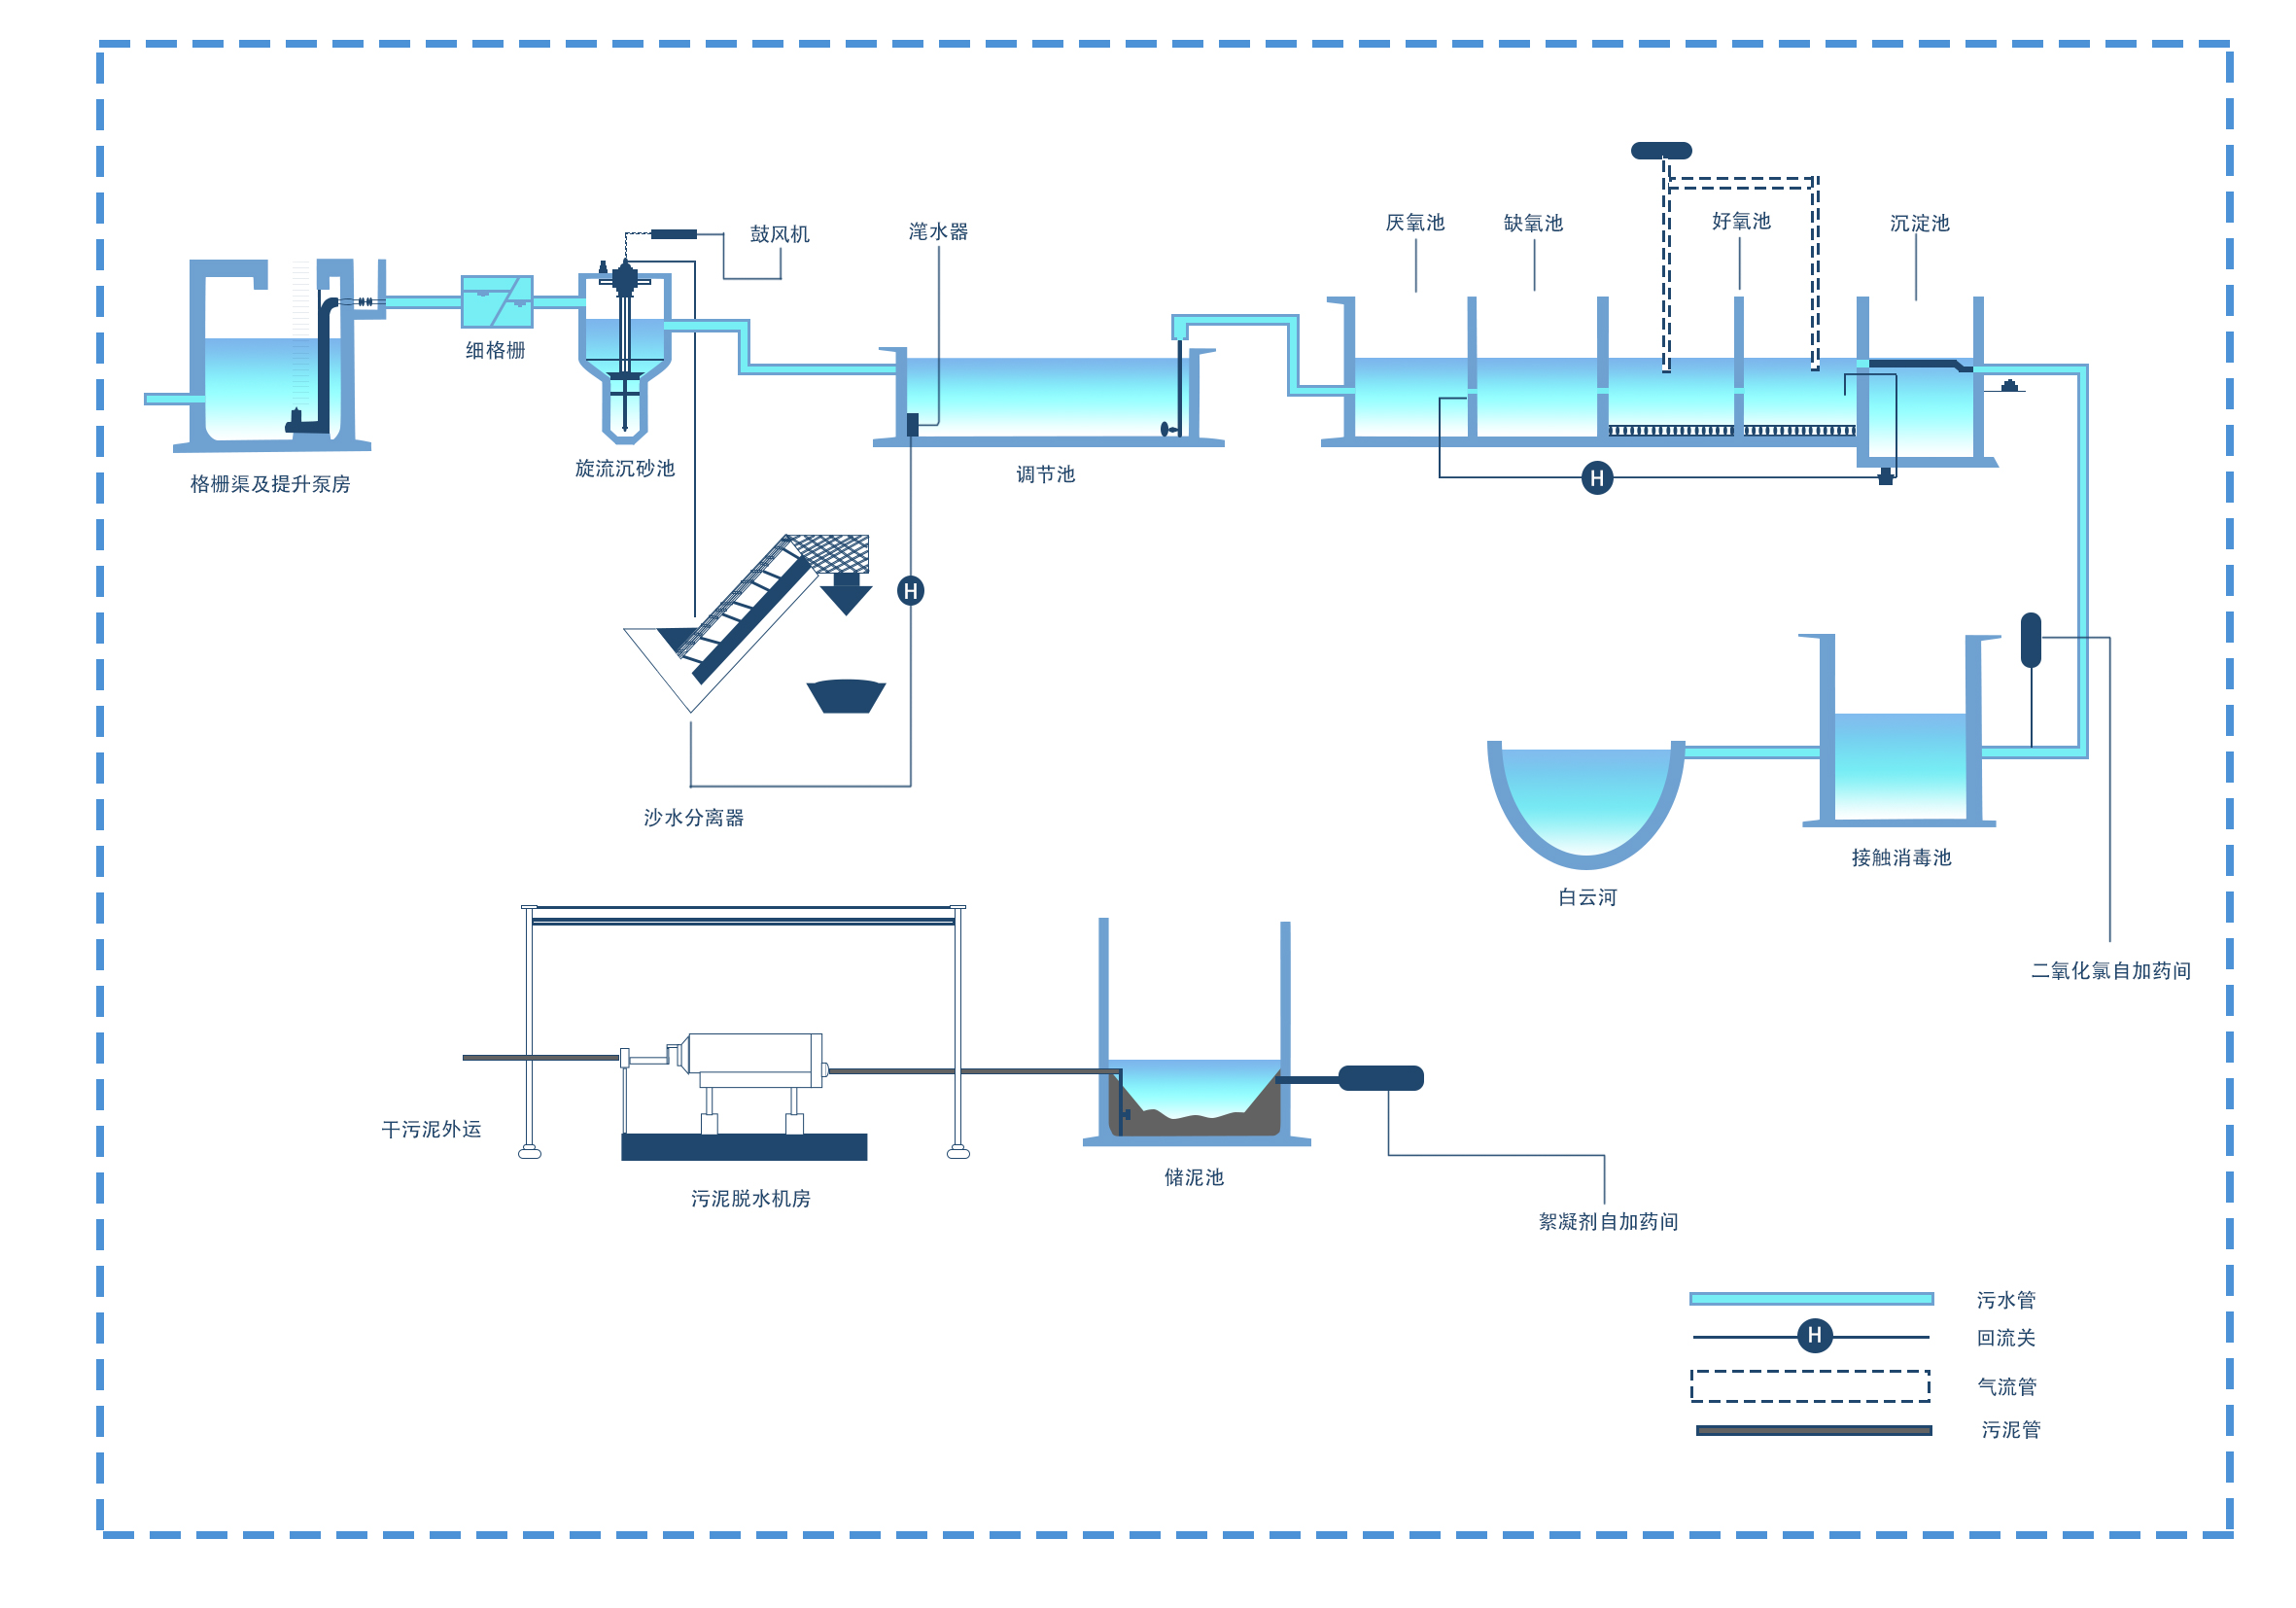 厌氧池
缺氧池
好氧池
沉淀池
鼓风机
滗水器
细格栅
旋流沉砂池
调节池
格栅渠及提升泵房
H
H
沙水分离器
接触消毒池
白云河
二氧化氯自加药间
干污泥外运
储泥池
污泥脱水机房
絮凝剂自加药间
污水管
H
回流关
气流管
污泥管